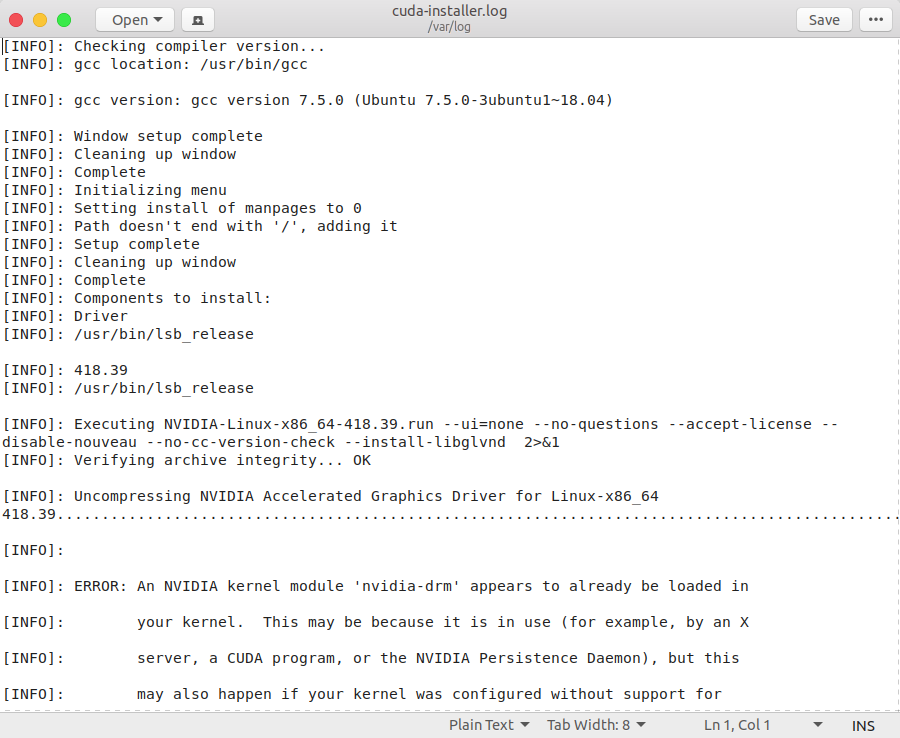 Open
cuda-installer.log
/var/log
Save
[INFO]: Checking compiler version...
[INFO]: gcc location: /usr/bin/gcc
[INFO]: gcc version: gcc version 7.5.0 (Ubuntu 7.5.0-3ubuntu1~18.04)
[INFO]: Window setup complete
[INFO]: Cleaning up window
[INFO]: Complete
[INFO]: Initializing menu
[INFO]: Setting install of manpages to 0
[INFO]: Path doesn't end with '/', adding it
[INFO]: Setup complete
[INFO]: Cleaning up window
[INFO]: Complete
[INFO]: Components to install:
[INFO]: Driver
[INFO]: /usr/bin/lsb_release
[INFO]: 418.39
[INFO]: /usr/bin/lsb_release
[INFO]: Executing NVIDIA-Linux-x86_64-418.39.run --ui=none --no-questions --accept-license --
disable-nouveau --no-cc-version-check --install-libglvnd  2>&1
[INFO]: Verifying archive integrity... OK
[INFO]: Uncompressing NVIDIA Accelerated Graphics Driver for Linux-x86_64
418.39..............................................................................................
[INFO]:
[INFO]: ERROR: An NVIDIA kernel module 'nvidia-drm' appears to already be loaded in
[INFO]:        your kernel.  This may be because it is in use (for example, by an X
[INFO]:        server, a CUDA program, or the NVIDIA Persistence Daemon), but this
[INFO]:        may also happen if your kernel was configured without support for
Plain Text
Tab Width: 8
Ln 1, Col 1
INS